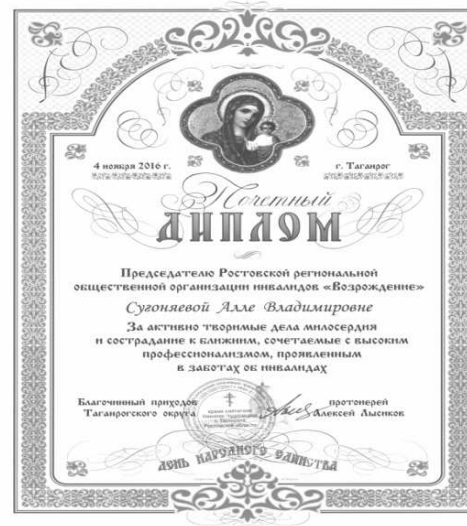 4 ноября 2016 г.
г. Таганрог
Почетный
ДИПЛОМ
Председателю Ростовской региональной
общественной организации инвалидов «Возрождение»
Сугоняевой Алле Владимировне
За активно творимые дела милосердия
и сострадание к ближним, сочетаемые с высоким
профессионализмом, проявленным
в заботах об инвалидах
Благочинный приходов
Таганрогского округа
протоиерей
Алексей Лысиков
ДЕНЬ НАРОДНОГО ЕДИНСТВА